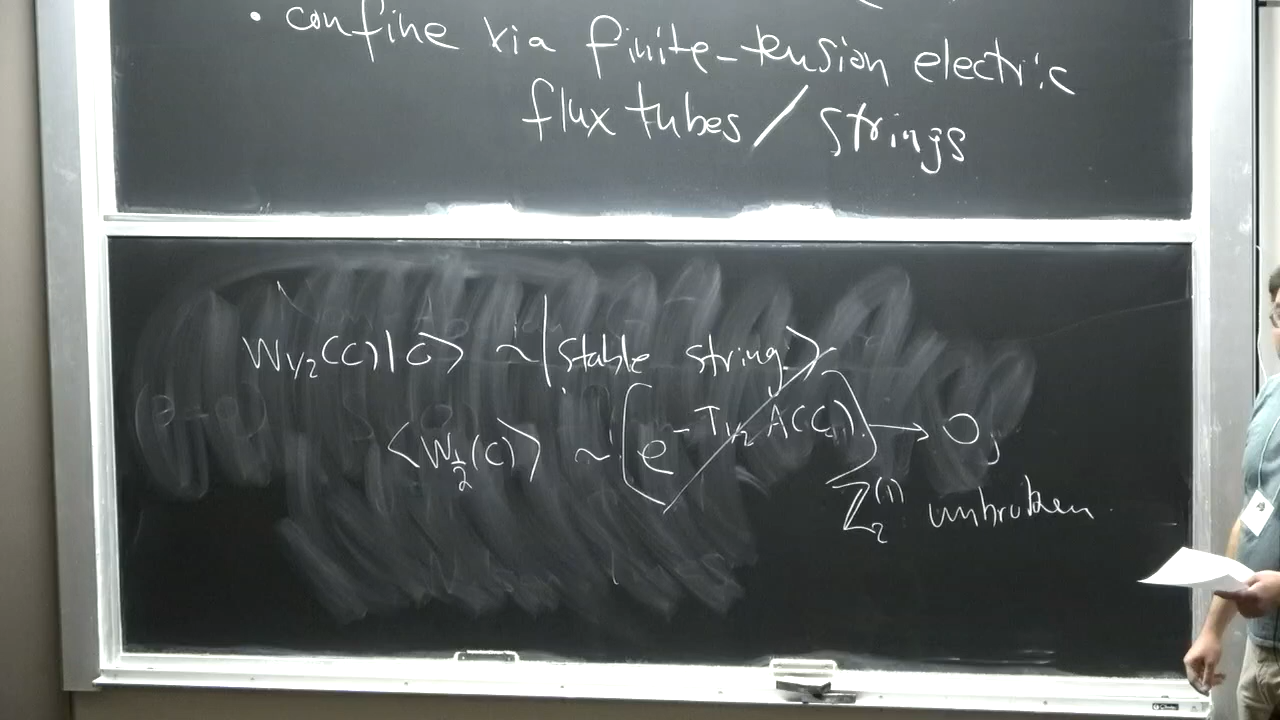 • confine via finite-tension electric
flux tubes / strings
W_{1/2}(C)|0> ~ |stable string>
<W_{1/2}(C)> ~ (e^{-T_{1/2} A(C)}) → 0,
Z_2^{(1)} unbroken.